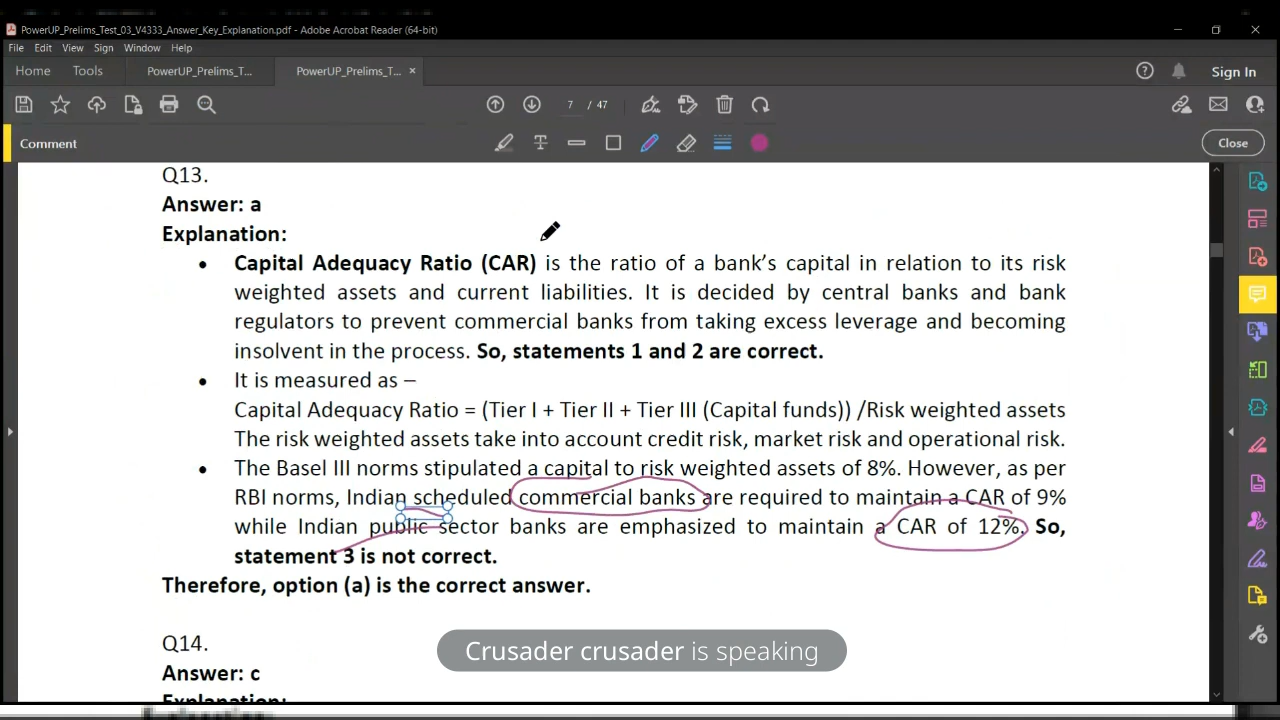 PowerUP_Prelims_Test_03_V4333_Answer_Key_Explanation.pdf - Adobe Acrobat Reader (64-bit)
File Edit View Sign Window Help
Home Tools PowerUP_Prelims_T... PowerUP_Prelims_T... Sign In
7 / 47
Comment Close
Q13.
Answer: a
Explanation:
• Capital Adequacy Ratio (CAR) is the ratio of a bank's capital in relation to its risk
weighted assets and current liabilities. It is decided by central banks and bank
regulators to prevent commercial banks from taking excess leverage and becoming
insolvent in the process. So, statements 1 and 2 are correct.
• It is measured as –
Capital Adequacy Ratio = (Tier I + Tier II + Tier III (Capital funds)) /Risk weighted assets
The risk weighted assets take into account credit risk, market risk and operational risk.
• The Basel III norms stipulated a capital to risk weighted assets of 8%. However, as per
RBI norms, Indian scheduled commercial banks are required to maintain a CAR of 9%
while Indian public sector banks are emphasized to maintain a CAR of 12%. So,
statement 3 is not correct.
Therefore, option (a) is the correct answer.
Q14.
Crusader crusader is speaking
Answer: c
Explanation: